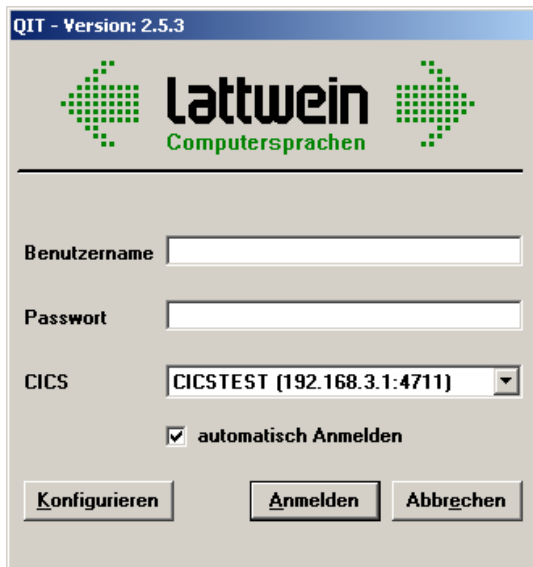 QIT - Version: 2.5.3
lattwein
Computersprachen
Benutzername
Passwort
CICS
CICSTEST (192.168.3.1:4711)
automatisch Anmelden
Konfigurieren
Anmelden
Abbrechen